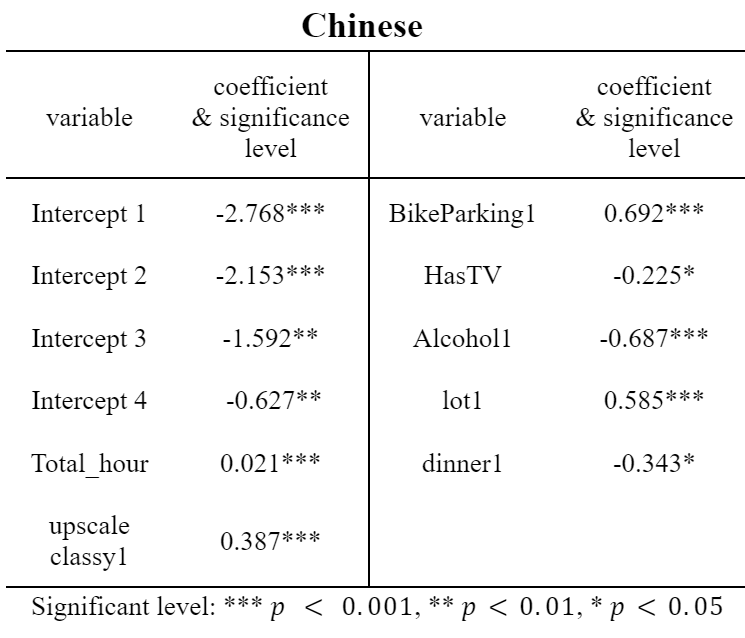 Chinese
variable
coefficient
& significance
level
variable
coefficient
& significance
level
Intercept 1 -2.768*** BikeParking1 0.692***
Intercept 2 -2.153*** HasTV -0.225*
Intercept 3 -1.592** Alcohol1 -0.687***
Intercept 4 -0.627** lot1 0.585***
Total_hour 0.021*** dinner1 -0.343*
upscale
classy1
0.387***
Significant level: *** p < 0.001, ** p < 0.01, * p < 0.05